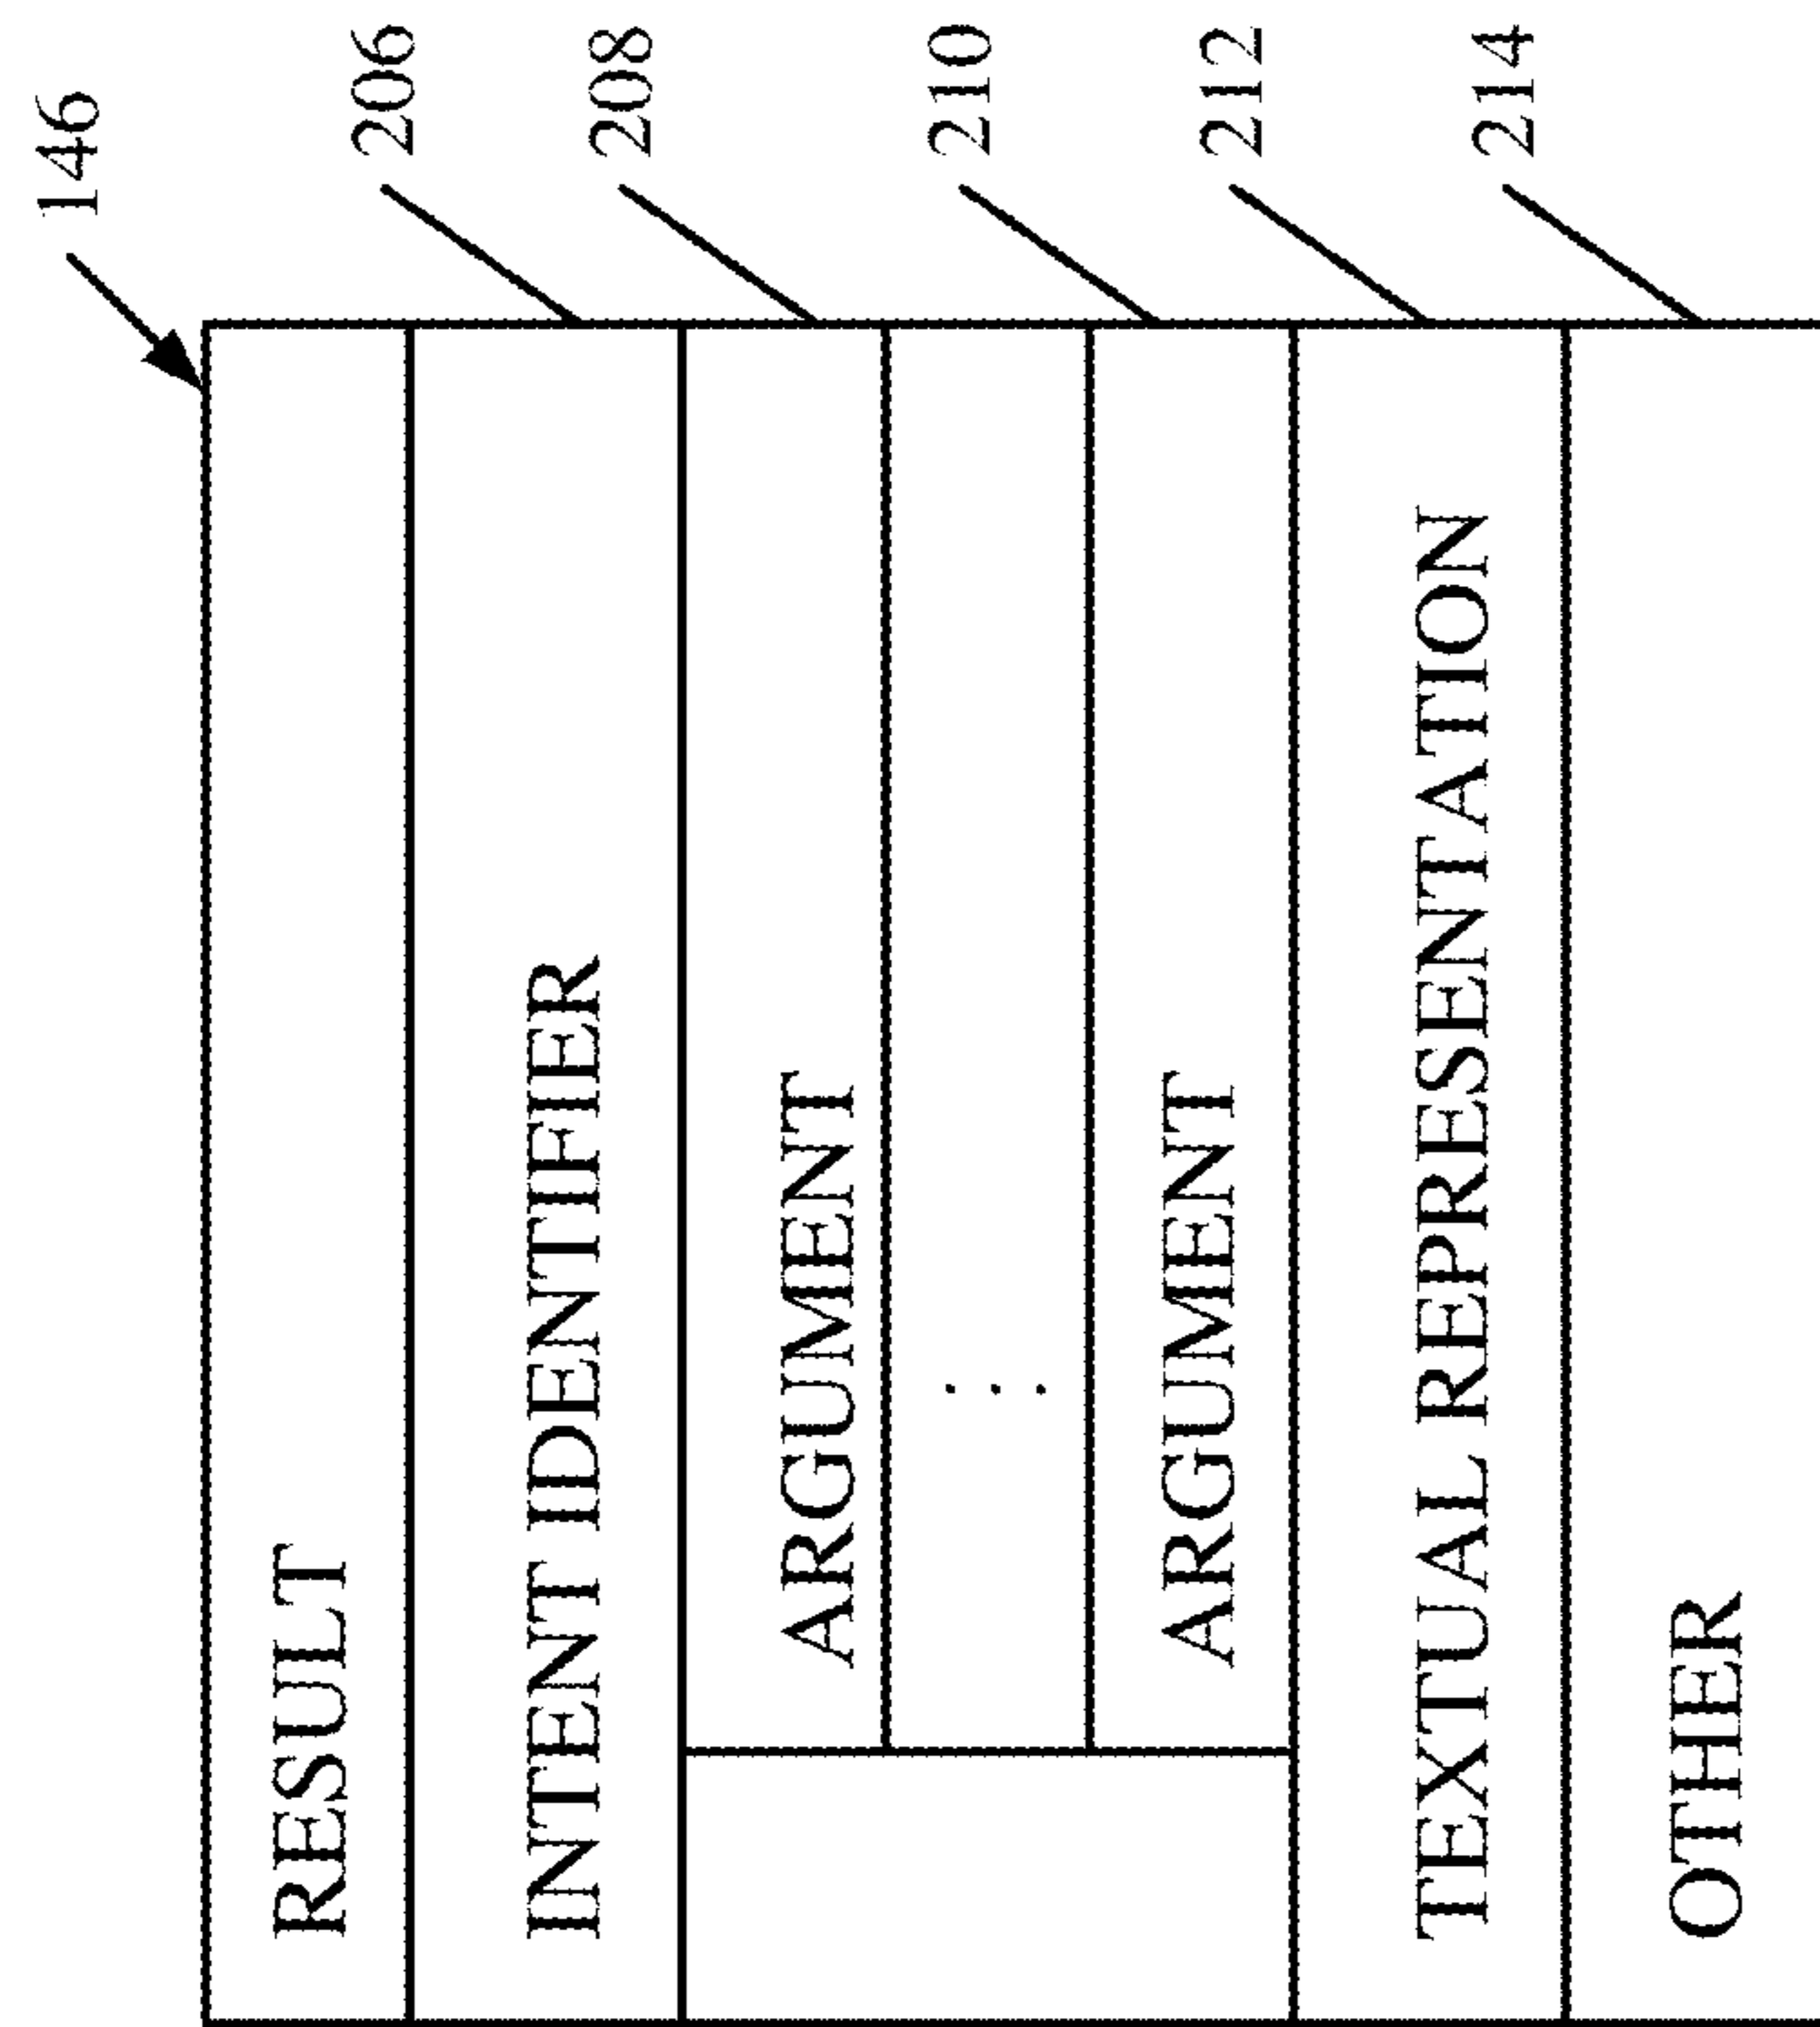 146
RESULT
INTENT IDENTIFIER 206
ARGUMENT 208
...
ARGUMENT 210
TEXTUAL REPRESENTATION 212
OTHER 214